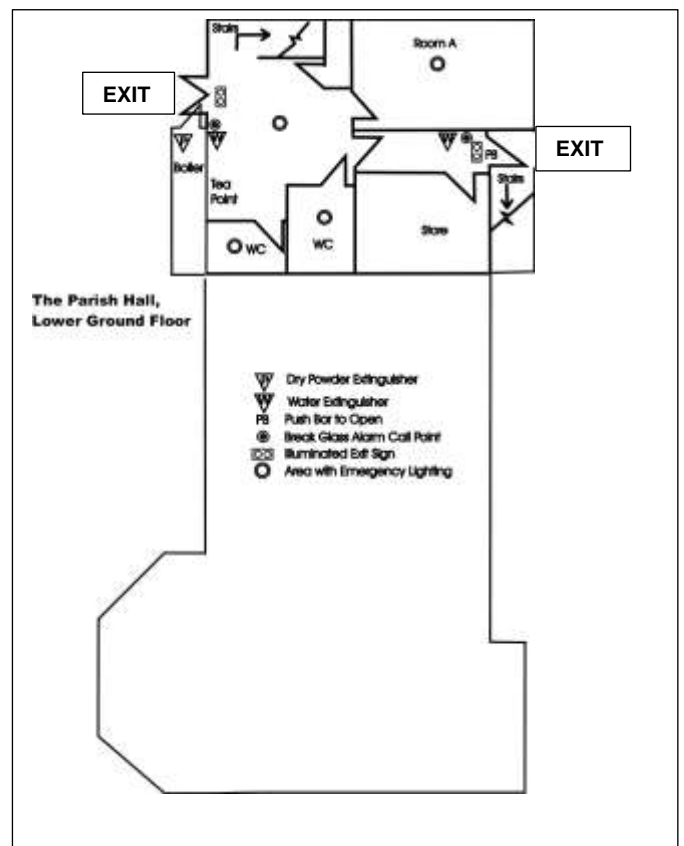 Stairs
Room A
EXIT
EXIT
PB
Boiler
Tea
Point
Stairs
WC
WC
Store
The Parish Hall,
Lower Ground Floor
Dry Powder Extinguisher
Water Extinguisher
PB Push Bar to Open
Break Glass Alarm Call Point
Illuminated Exit Sign
Area with Emergency Lighting